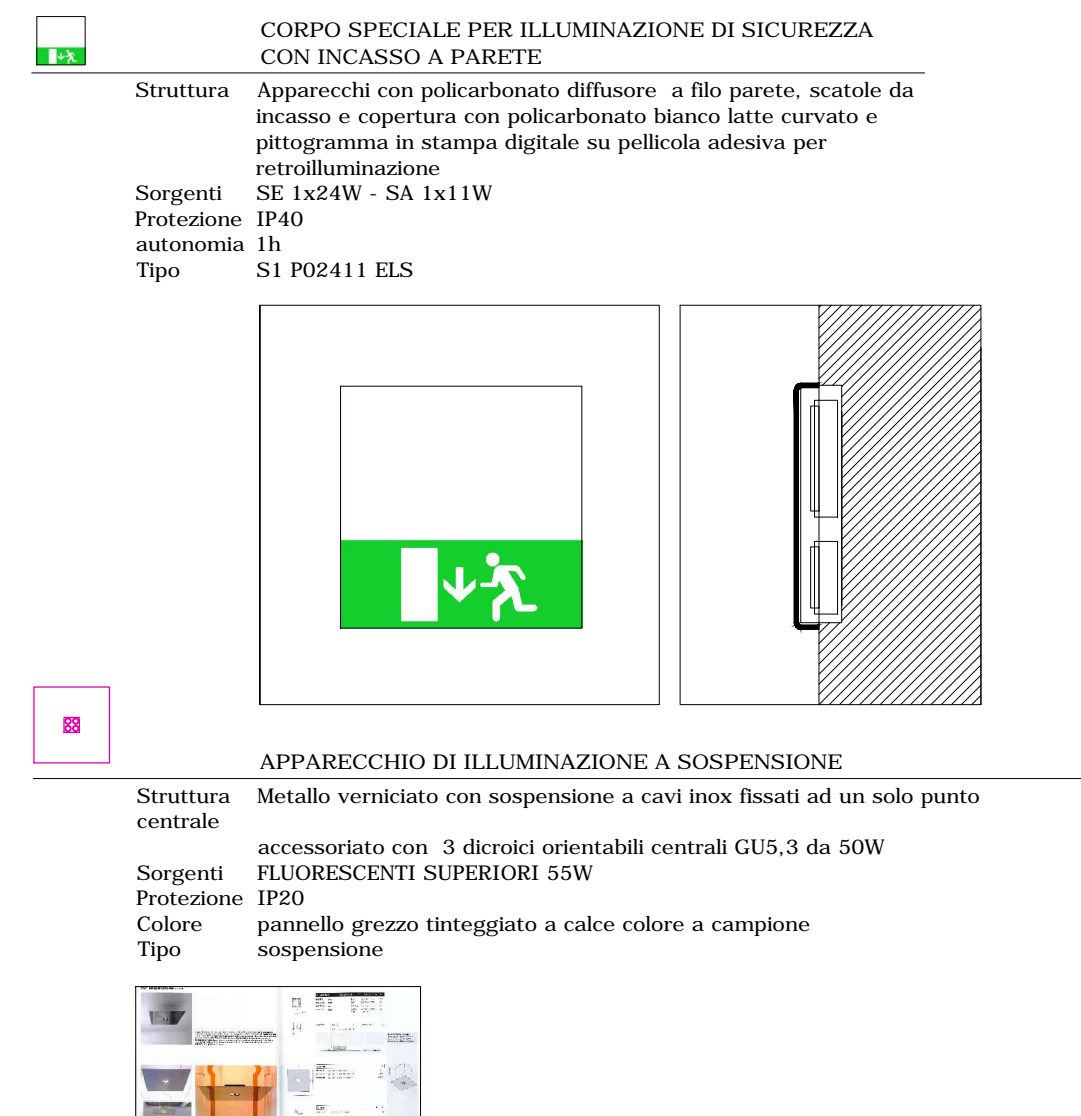 CORPO SPECIALE PER ILLUMINAZIONE DI SICUREZZA
CON INCASSO A PARETE
Struttura Apparecchi con policarbonato diffusore a filo parete, scatole da
incasso e copertura con policarbonato bianco latte curvato e
pittogramma in stampa digitale su pellicola adesiva per
retroilluminazione
Sorgenti SE 1x24W - SA 1x11W
Protezione IP40
autonomia 1h
Tipo S1 P02411 ELS
APPARECCHIO DI ILLUMINAZIONE A SOSPENSIONE
Struttura Metallo verniciato con sospensione a cavi inox fissati ad un solo punto
centrale
accessoriato con 3 dicroici orientabili centrali GU5,3 da 50W
Sorgenti FLUORESCENTI SUPERIORI 55W
Protezione IP20
Colore pannello grezzo tinteggiato a calce colore a campione
Tipo sospensione